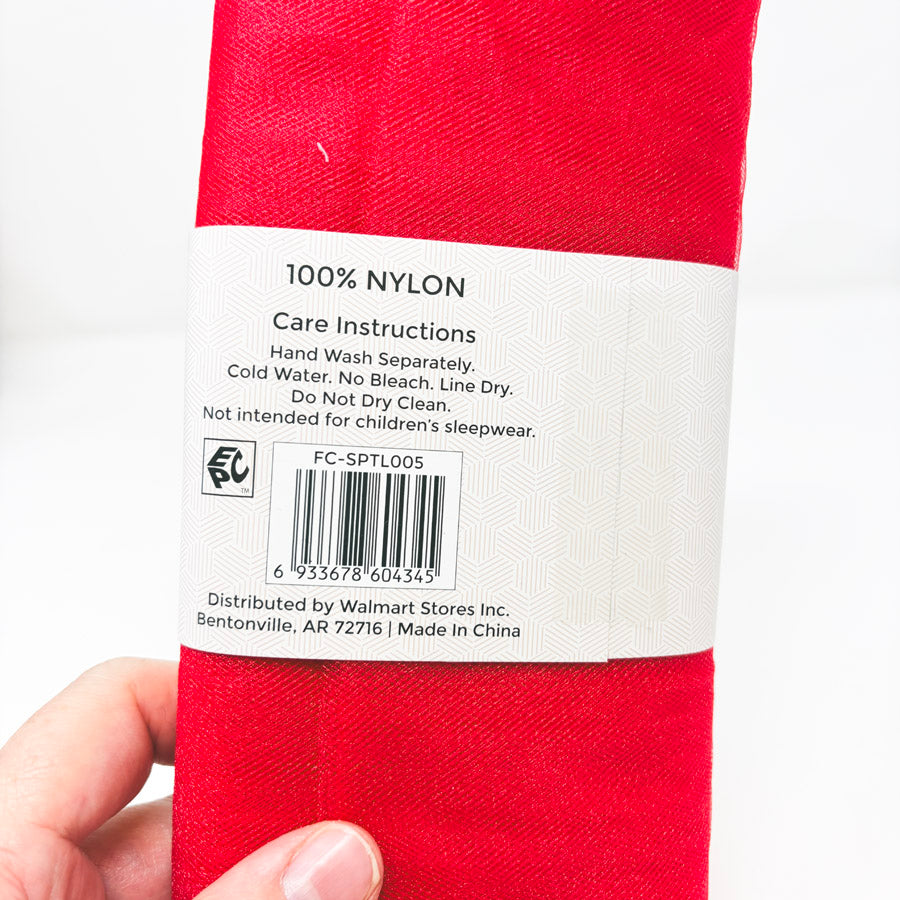 100% NYLON
Care Instructions
Hand Wash Separately.
Cold Water. No Bleach. Line Dry.
Do Not Dry Clean.
Not intended for children's sleepwear.
EPC
TM
FC-SPTL005
6 933678 604345
Distributed by Walmart Stores Inc.
Bentonville, AR 72716 | Made In China